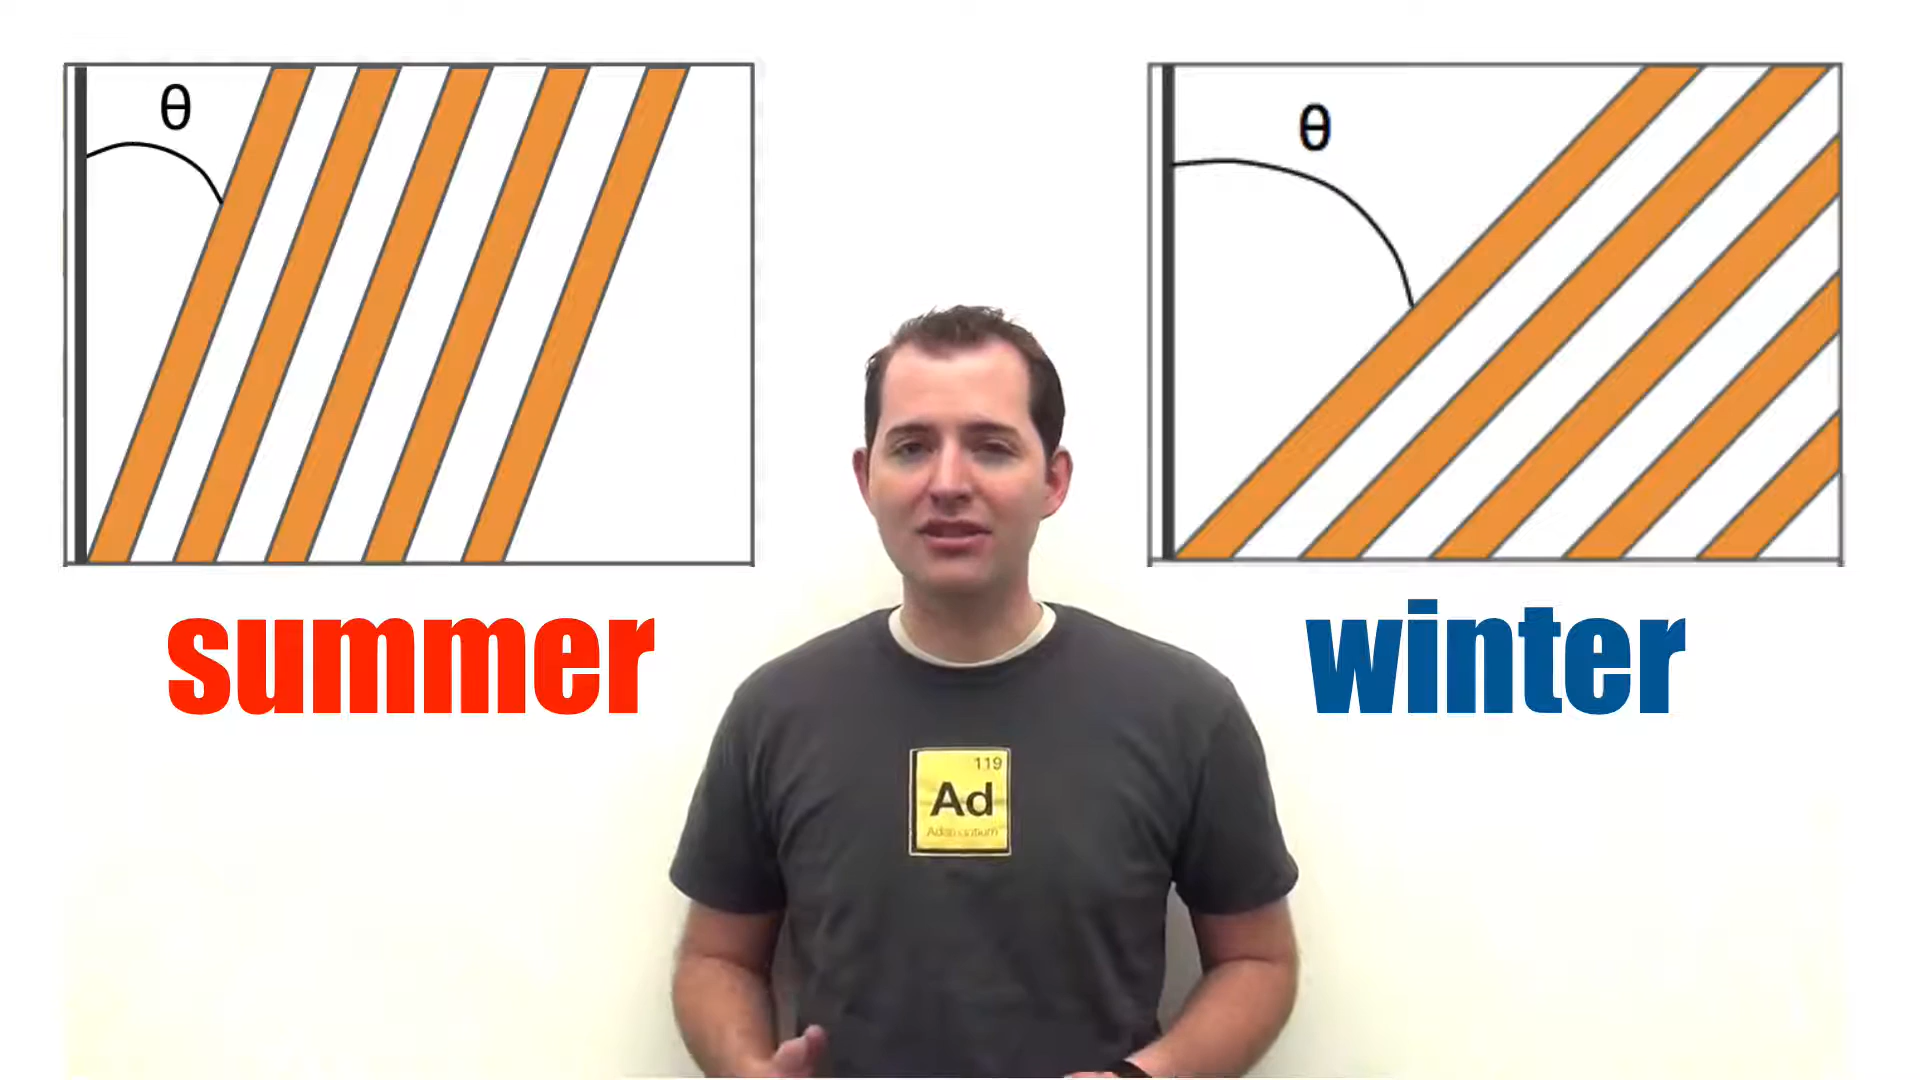 θ
θ
summer
winter
119
Ad